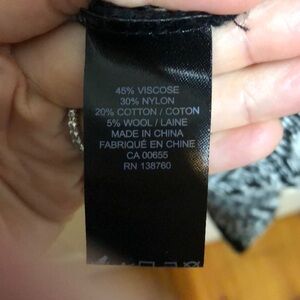 45% VISCOSE
30% NYLON
20% COTTON / COTON
5% WOOL / LAINE
MADE IN CHINA
FABRIQUÉ EN CHINE
CA 00655
RN 138760